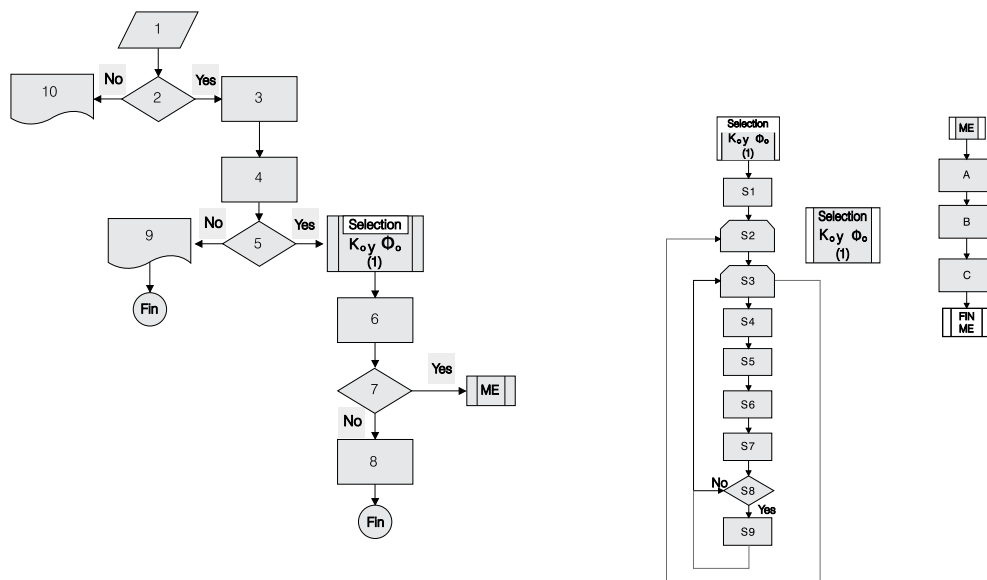 1
No
Yes
10
2
3
4
No
Yes
9
5
Selection
Kₒy Φₒ
(1)
Fin
6
Yes
7
ME
No
8
Fin
Selection
Kₒy Φₒ
(1)
S1
S2
S3
S4
S5
S6
S7
No
S8
Yes
S9
Selection
Kₒy Φₒ
(1)
ME
A
B
C
FIN
ME